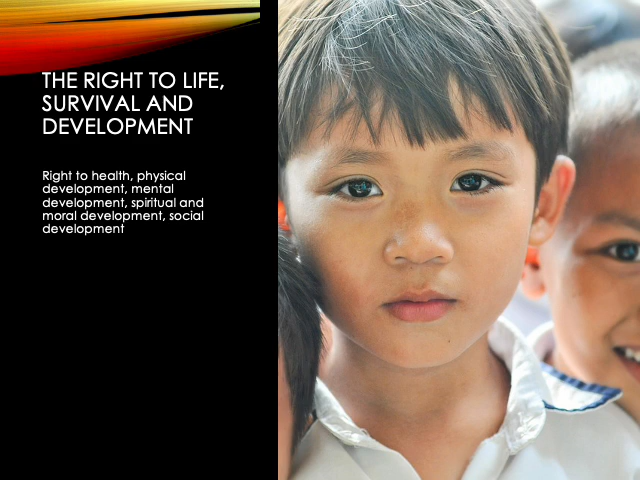 THE RIGHT TO LIFE,
SURVIVAL AND
DEVELOPMENT
Right to health, physical
development, mental
development, spiritual and
moral development, social
development